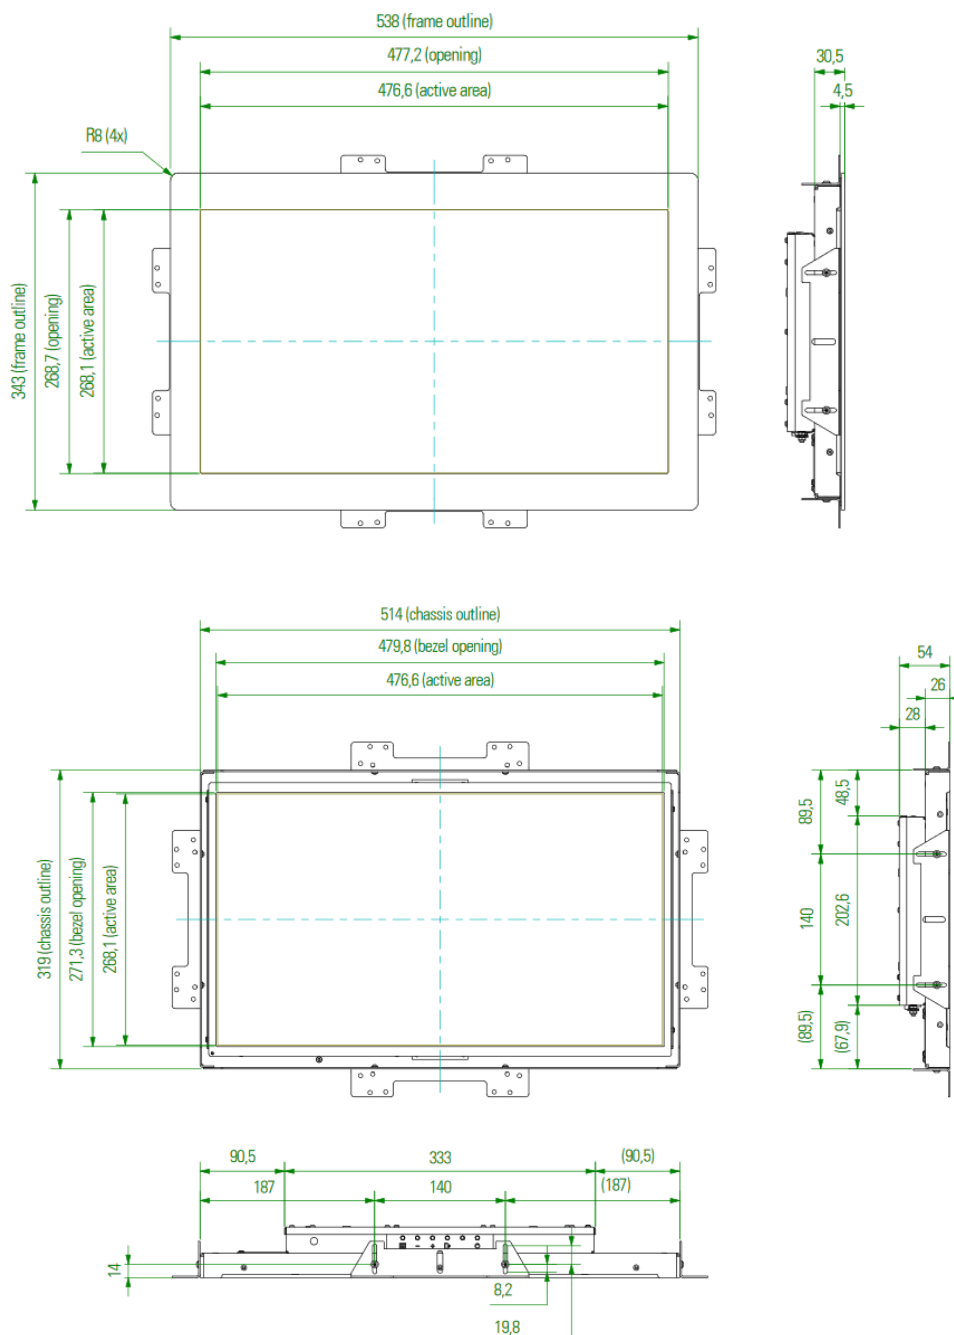 538 (frame outline)
477,2 (opening)
476,6 (active area)
R8 (4x)
30,5
4,5
343 (frame outline)
268,7 (opening)
268,1 (active area)
514 (chassis outline)
479,8 (bezel opening)
476,6 (active area)
54
26
28
319 (chassis outline)
271,3 (bezel opening)
268,1 (active area)
89,5
48,5
140
202,6
(89,5)
(67,9)
90,5
333
(90,5)
187
140
(187)
14
8,2
19,8